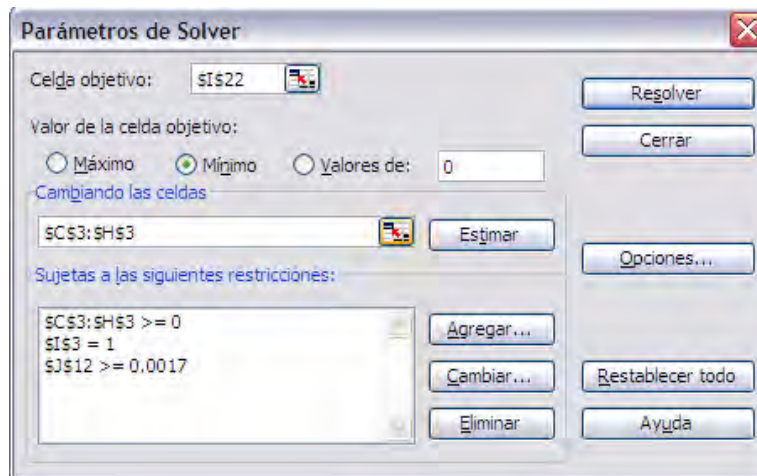 Parámetros de Solver
Celda objetivo: $I$22
Resolver
Valor de la celda objetivo:
Cerrar
Máximo Mínimo Valores de: 0
Cambiando las celdas
$C$3:$H$3 Estimar
Opciones...
Sujetas a las siguientes restricciones:
$C$3:$H$3 >= 0
$I$3 = 1
$J$12 >= 0,0017
Agregar...
Cambiar... Restablecer todo
Eliminar Ayuda